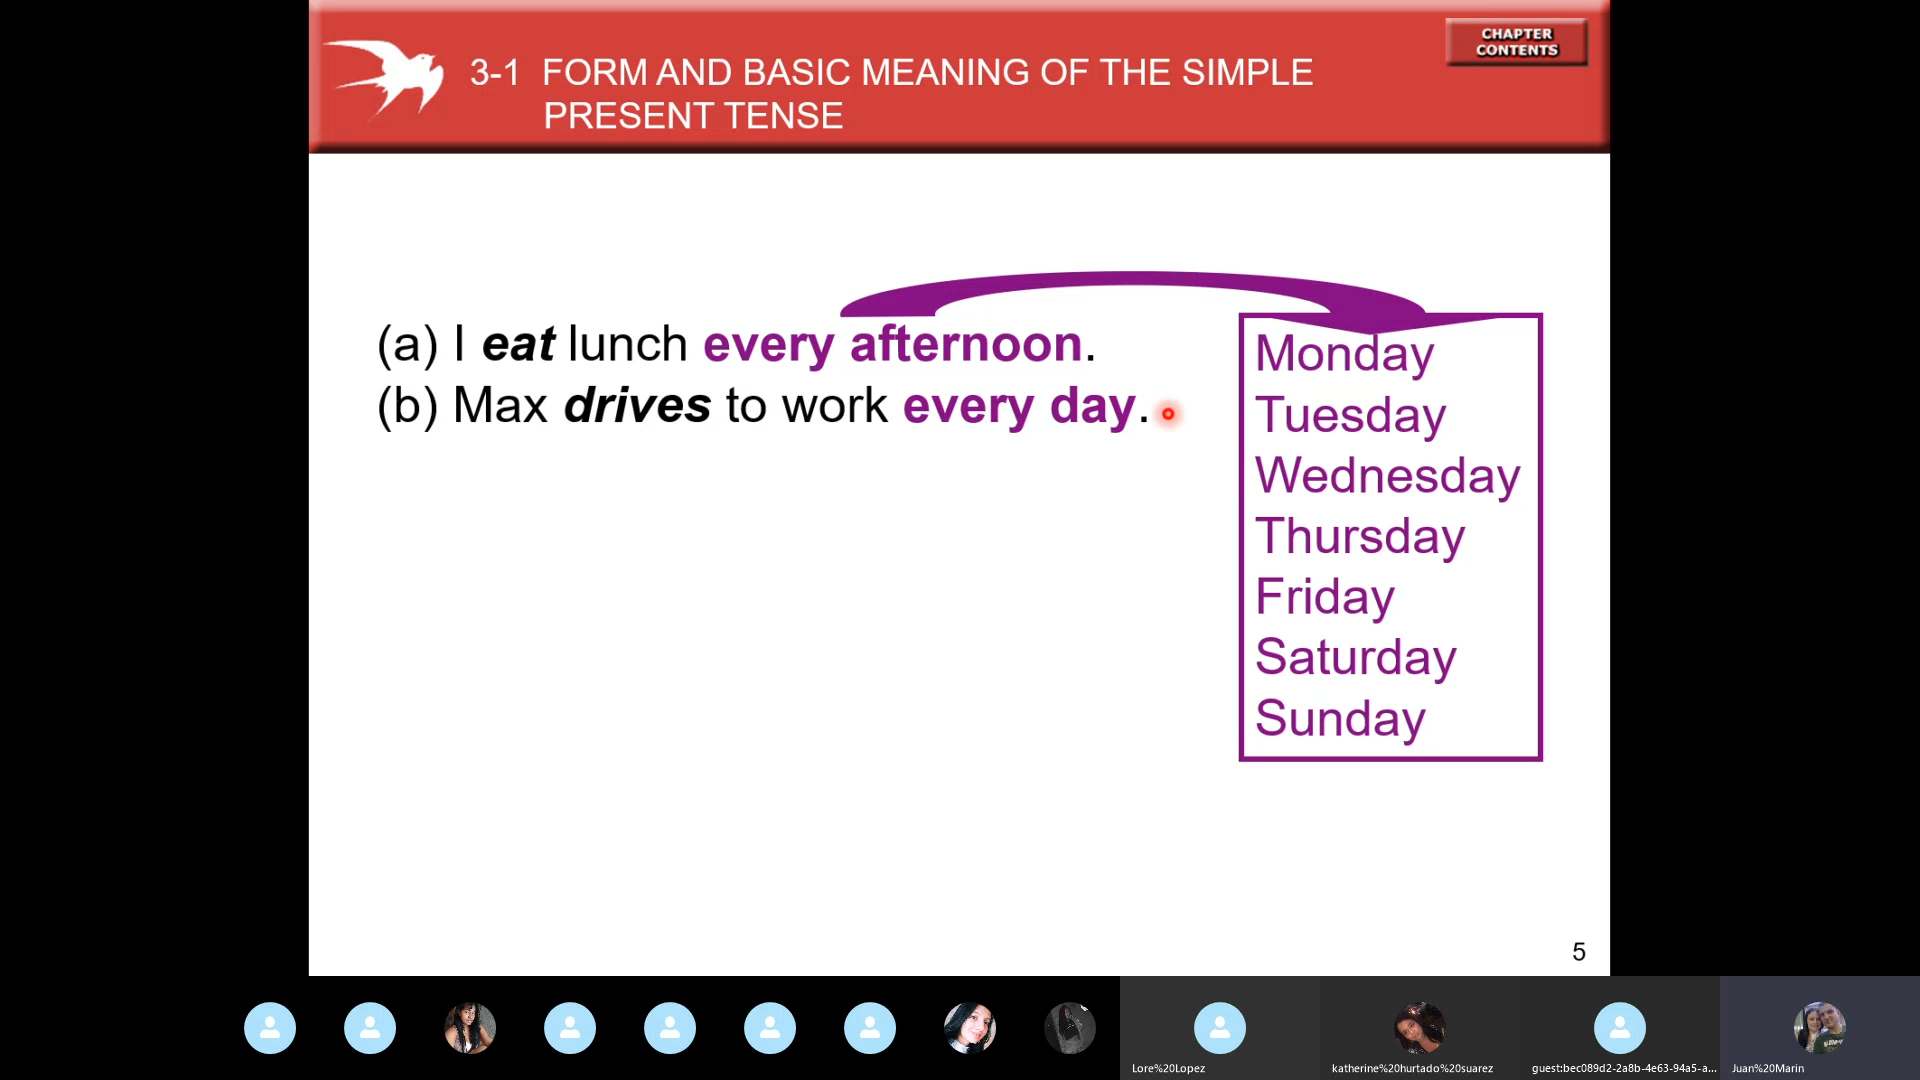 CHAPTER
CONTENTS
3-1 FORM AND BASIC MEANING OF THE SIMPLE
PRESENT TENSE
(a) I eat lunch every afternoon.
(b) Max drives to work every day.
Monday
Tuesday
Wednesday
Thursday
Friday
Saturday
Sunday
5
Lore%20Lopez
katherine%20hurtado%20suarez
guest:bec089d2-2a8b-4e63-94a5-a...
Juan%20Marin